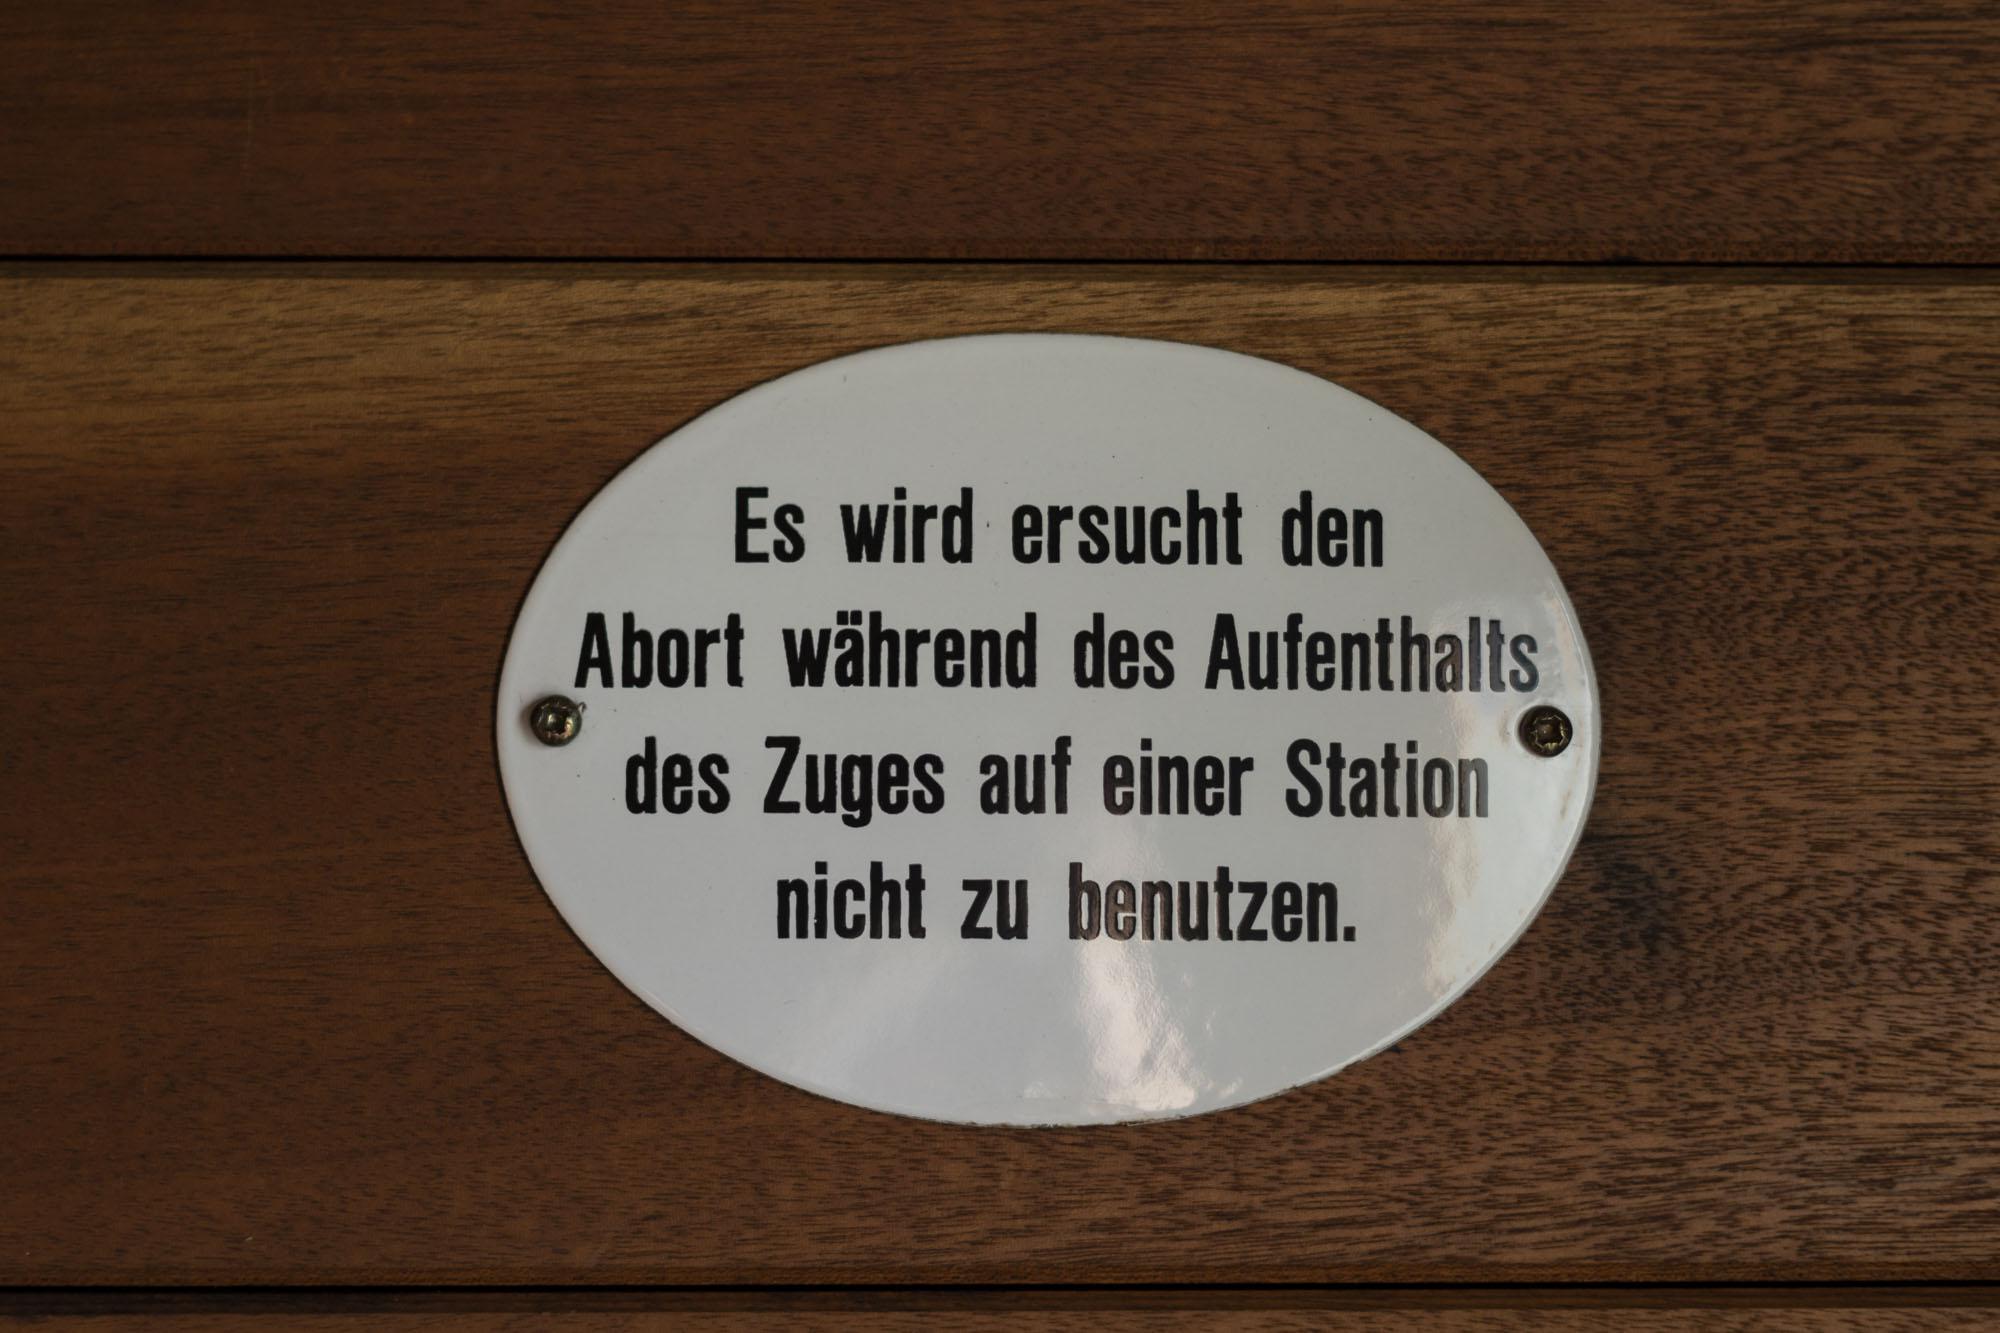 Es wird ersucht den
Abort während des Aufenthalts
des Zuges auf einer Station
nicht zu benutzen.